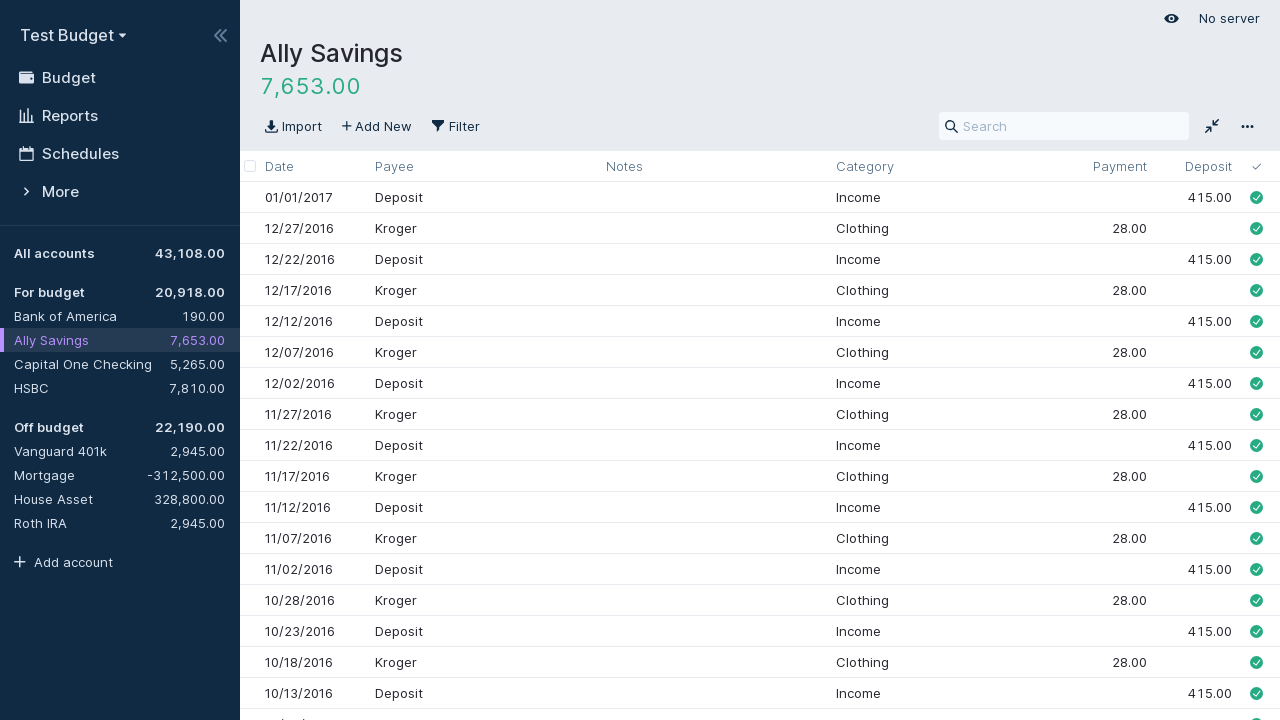 Test Budget
Budget
Reports
Schedules
More
All accounts 43,108.00
For budget 20,918.00
Bank of America 190.00
Ally Savings 7,653.00
Capital One Checking 5,265.00
HSBC 7,810.00
Off budget 22,190.00
Vanguard 401k 2,945.00
Mortgage -312,500.00
House Asset 328,800.00
Roth IRA 2,945.00
Add account
No server
Ally Savings
7,653.00
Import Add New Filter Search
Date Payee Notes Category Payment Deposit
01/01/2017 Deposit Income 415.00
12/27/2016 Kroger Clothing 28.00
12/22/2016 Deposit Income 415.00
12/17/2016 Kroger Clothing 28.00
12/12/2016 Deposit Income 415.00
12/07/2016 Kroger Clothing 28.00
12/02/2016 Deposit Income 415.00
11/27/2016 Kroger Clothing 28.00
11/22/2016 Deposit Income 415.00
11/17/2016 Kroger Clothing 28.00
11/12/2016 Deposit Income 415.00
11/07/2016 Kroger Clothing 28.00
11/02/2016 Deposit Income 415.00
10/28/2016 Kroger Clothing 28.00
10/23/2016 Deposit Income 415.00
10/18/2016 Kroger Clothing 28.00
10/13/2016 Deposit Income 415.00